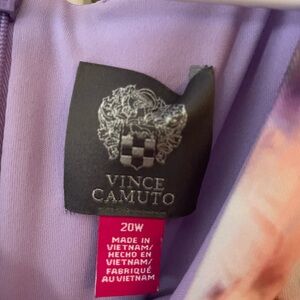 VINCE
CAMUTO
20W
MADE IN
VIETNAM/
HECHO EN
VIETNAM/
FABRIQUÉ
AU VIETNAM